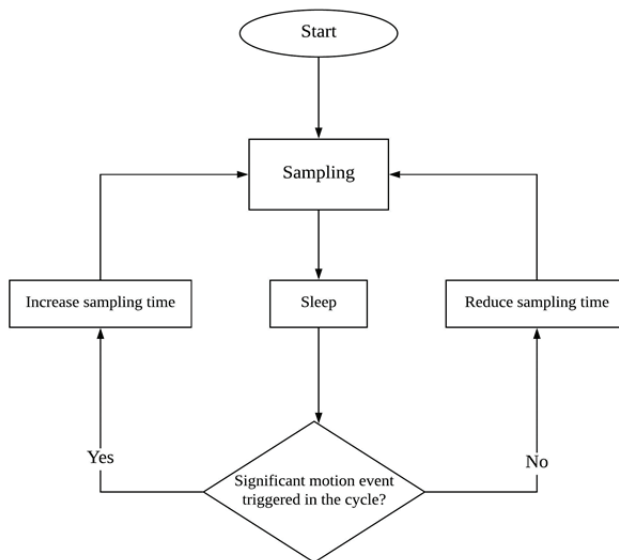 Start
Sampling
Increase sampling time
Sleep
Reduce sampling time
Yes
No
Significant motion event
triggered in the cycle?